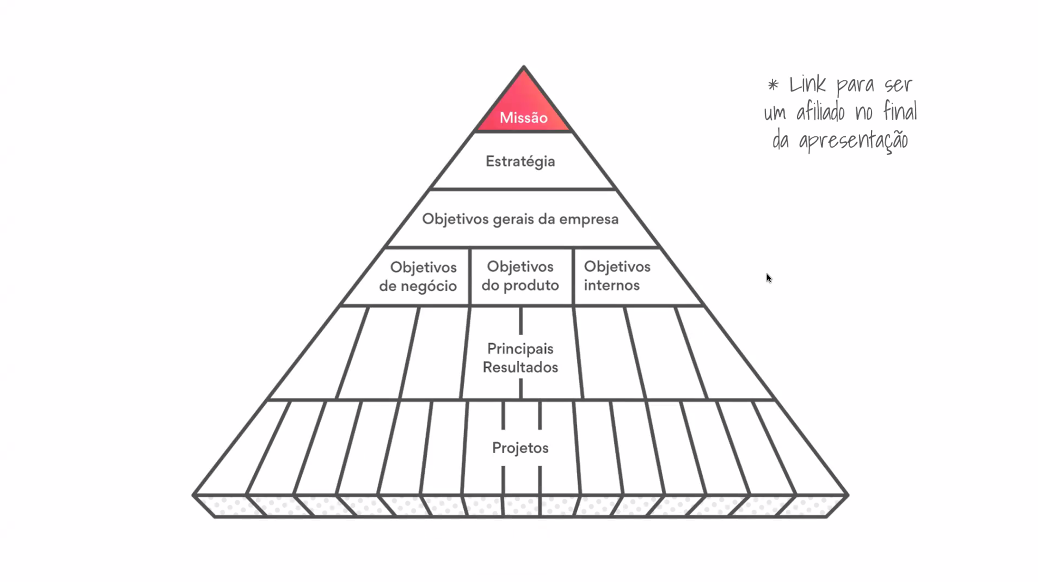 * Link para ser
um afiliado no final
da apresentação
Missão
Estratégia
Objetivos gerais da empresa
Objetivos
de negócio
Objetivos
do produto
Objetivos
internos
Principais
Resultados
Projetos